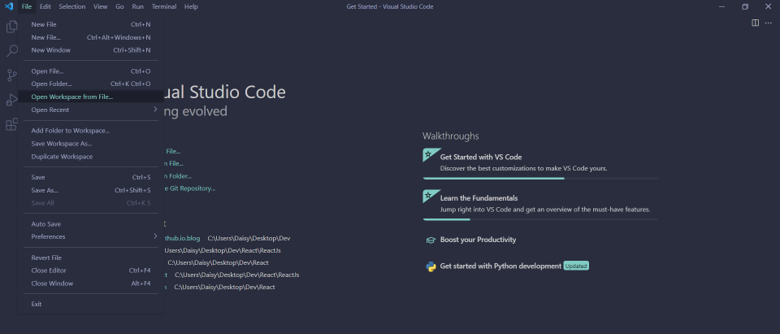 File Edit Selection View Go Run Terminal Help
Get Started - Visual Studio Code
New File Ctrl+N
New File... Ctrl+Alt+Windows+N
New Window Ctrl+Shift+N
Open File... Ctrl+O
Open Folder... Ctrl+K Ctrl+O
Open Workspace from File...
Open Recent
Add Folder to Workspace...
Save Workspace As...
Duplicate Workspace
Save Ctrl+S
Save As... Ctrl+Shift+S
Save All Ctrl+K S
Auto Save
Preferences
Revert File
Close Editor Ctrl+F4
Close Window Alt+F4
Exit
ual Studio Code
ng evolved
File...
n File...
n Folder...
e Git Repository...
t
thub.io.blog C:\Users\Daisy\Desktop\Dev
sers\Daisy\Desktop\Dev\React\ReactJs
C:\Users\Daisy\Desktop\Dev\React
t C:\Users\Daisy\Desktop\Dev\React\ReactJs
C:\Users\Daisy\Desktop\Dev\React
Walkthroughs
Get Started with VS Code
Discover the best customizations to make VS Code yours.
Learn the Fundamentals
Jump right into VS Code and get an overview of the must-have features.
Boost your Productivity
Get started with Python development Updated